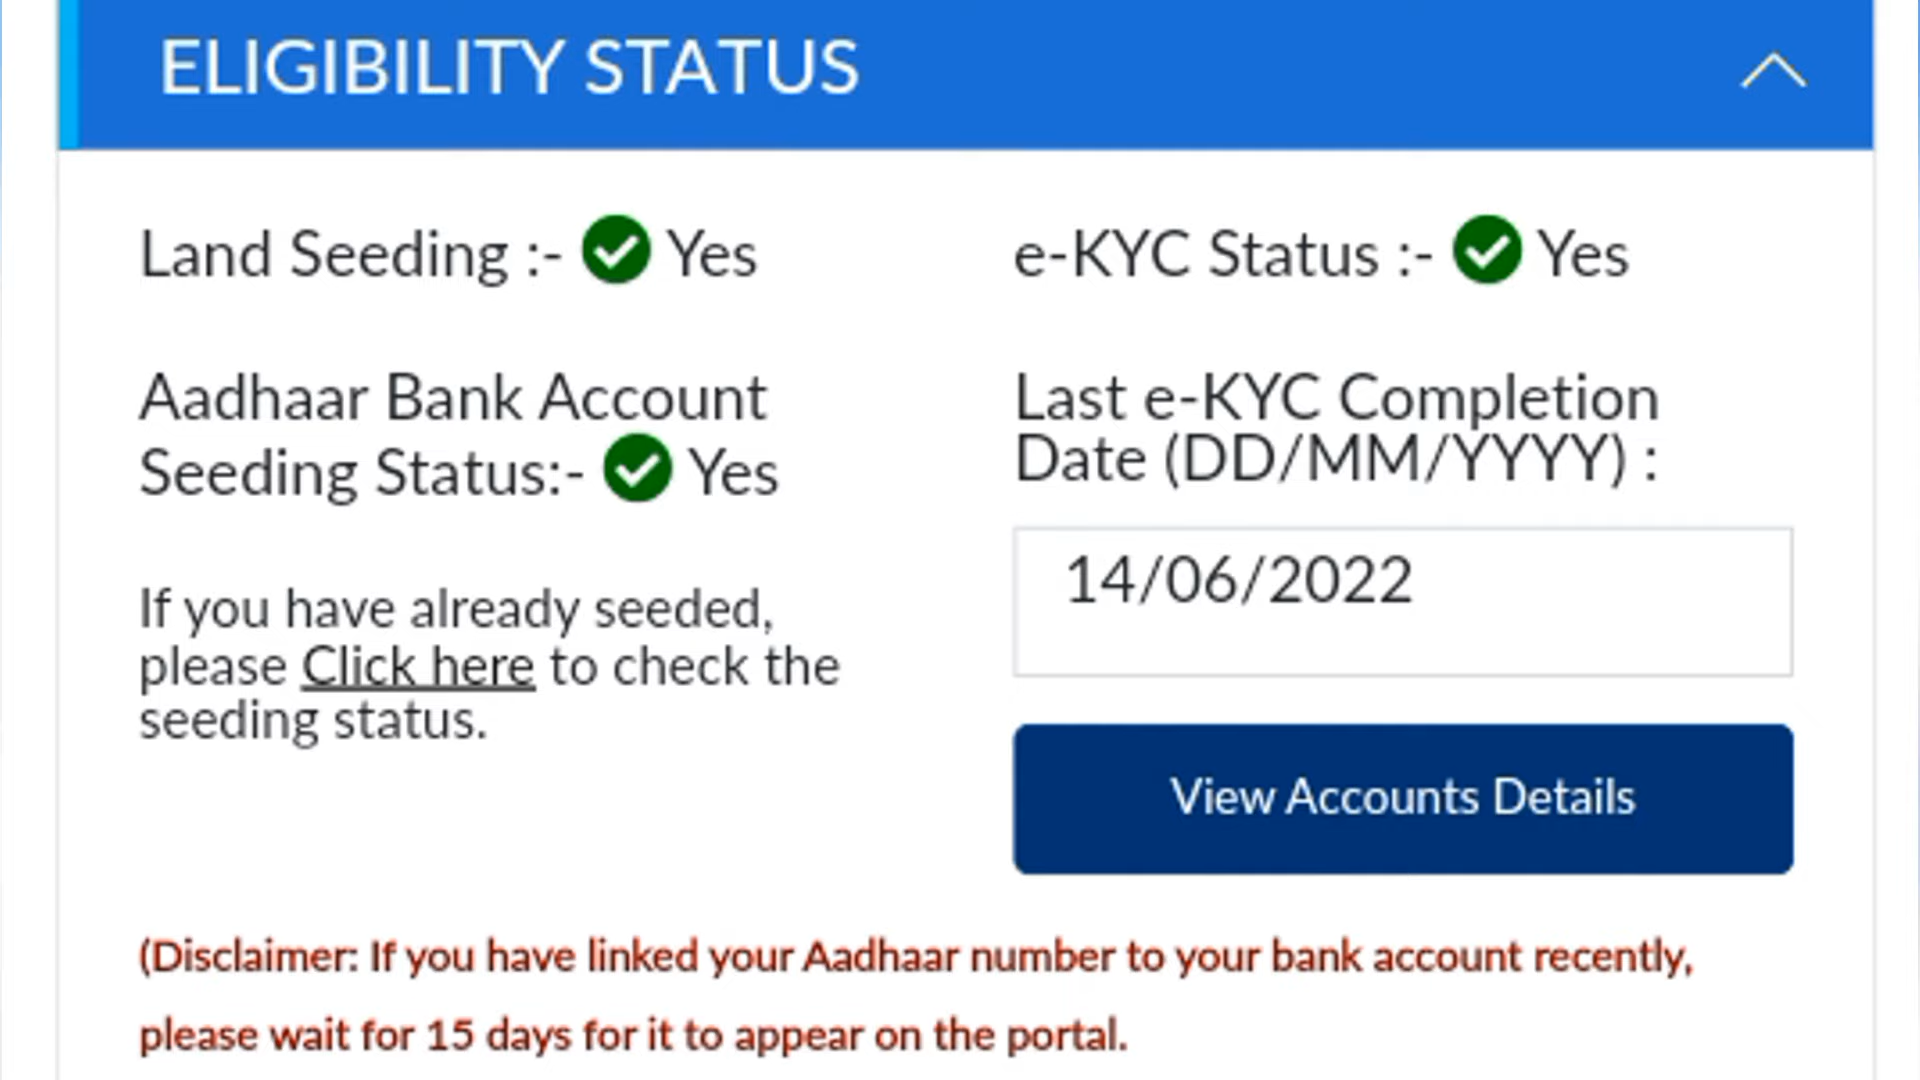 ELIGIBILITY STATUS
Land Seeding :- Yes
e-KYC Status :- Yes
Aadhaar Bank Account
Seeding Status:- Yes
Last e-KYC Completion
Date (DD/MM/YYYY) :
14/06/2022
If you have already seeded,
please Click here to check the
seeding status.
View Accounts Details
(Disclaimer: If you have linked your Aadhaar number to your bank account recently,
please wait for 15 days for it to appear on the portal.